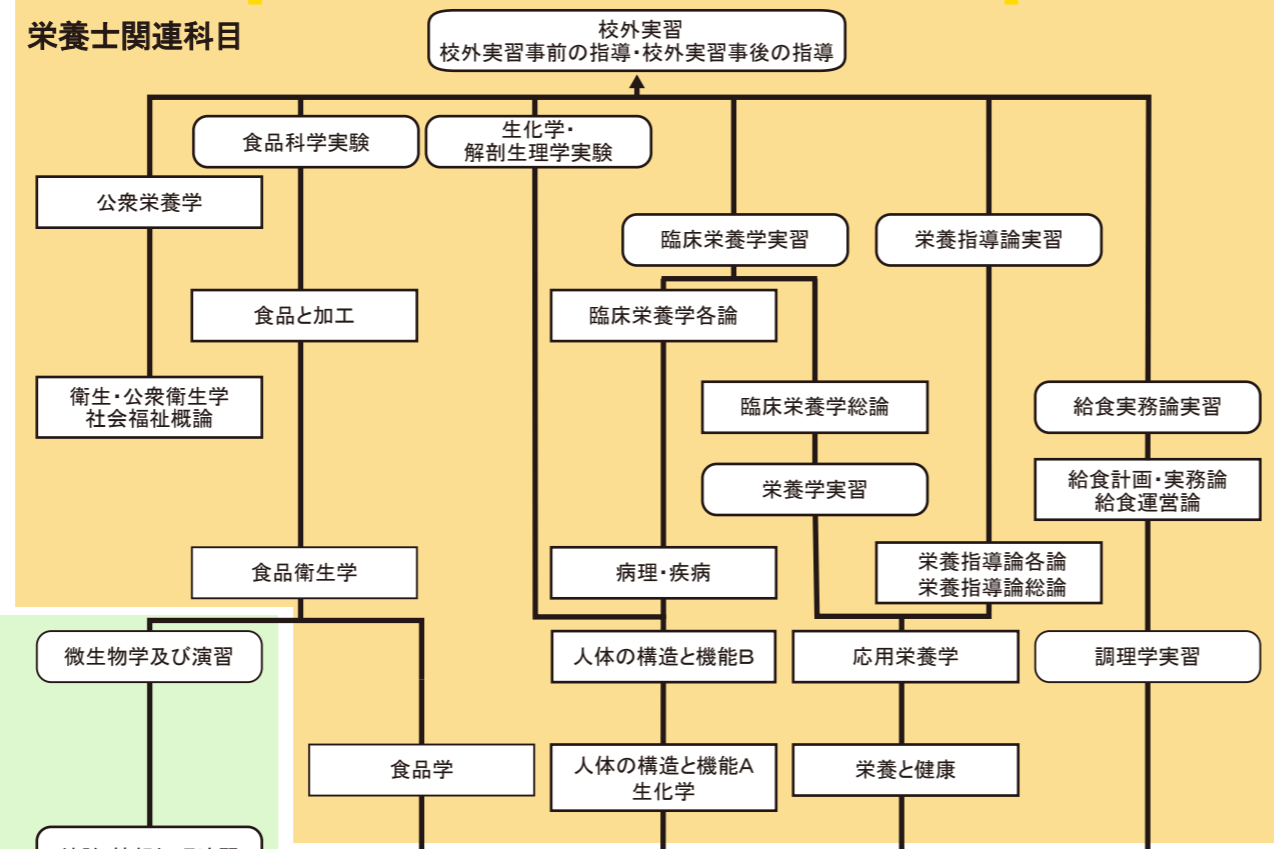 栄養士関連科目
校外実習
校外実習事前の指導・校外実習事後の指導
食品科学実験
生化学・
解剖生理学実験
公衆栄養学
臨床栄養学実習
栄養指導論実習
食品と加工
臨床栄養学各論
衛生・公衆衛生学
社会福祉概論
臨床栄養学総論
給食実務論実習
給食計画・実務論
給食運営論
栄養学実習
食品衛生学
病理・疾病
栄養指導論各論
栄養指導論総論
微生物学及び演習
人体の構造と機能B
応用栄養学
調理学実習
食品学
人体の構造と機能A
生化学
栄養と健康